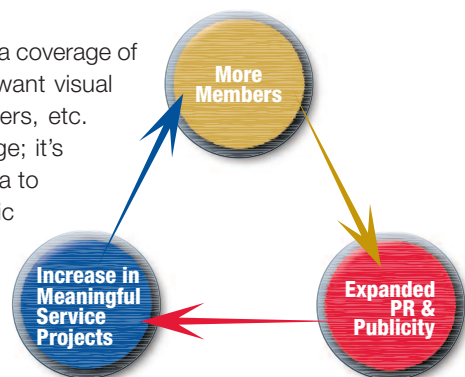 a coverage of
want visual
ers, etc.
ge; it's
a to
ic
More
Members
Increase in
Meaningful
Service
Projects
Expanded
PR &
Publicity